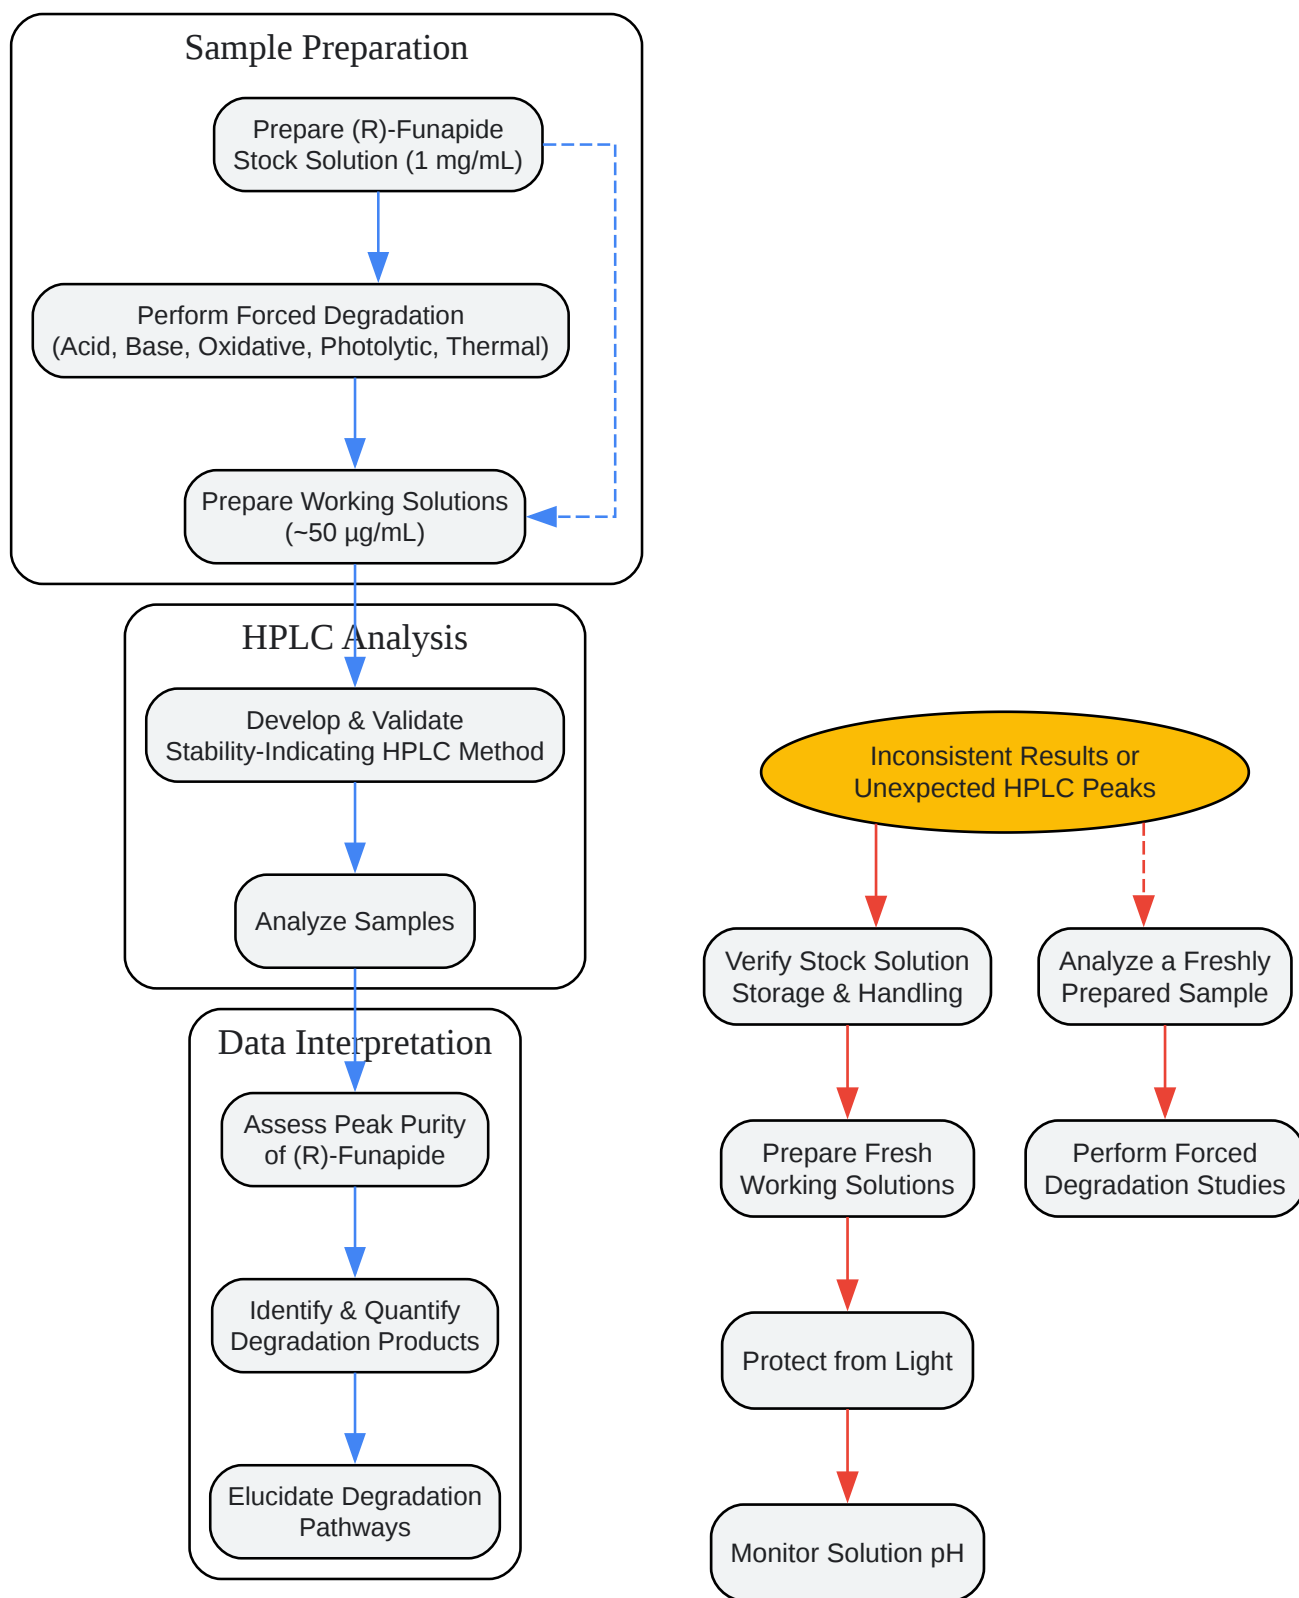 Sample Preparation
Prepare (R)-Funapide
Stock Solution (1 mg/mL)
Perform Forced Degradation
(Acid, Base, Oxidative, Photolytic, Thermal)
Prepare Working Solutions
(~50 µg/mL)
HPLC Analysis
Develop & Validate
Stability-Indicating HPLC Method
Analyze Samples
Data Interpretation
Assess Peak Purity
of (R)-Funapide
Identify & Quantify
Degradation Products
Elucidate Degradation
Pathways
Inconsistent Results or
Unexpected HPLC Peaks
Verify Stock Solution
Storage & Handling
Prepare Fresh
Working Solutions
Protect from Light
Monitor Solution pH
Analyze a Freshly
Prepared Sample
Perform Forced
Degradation Studies